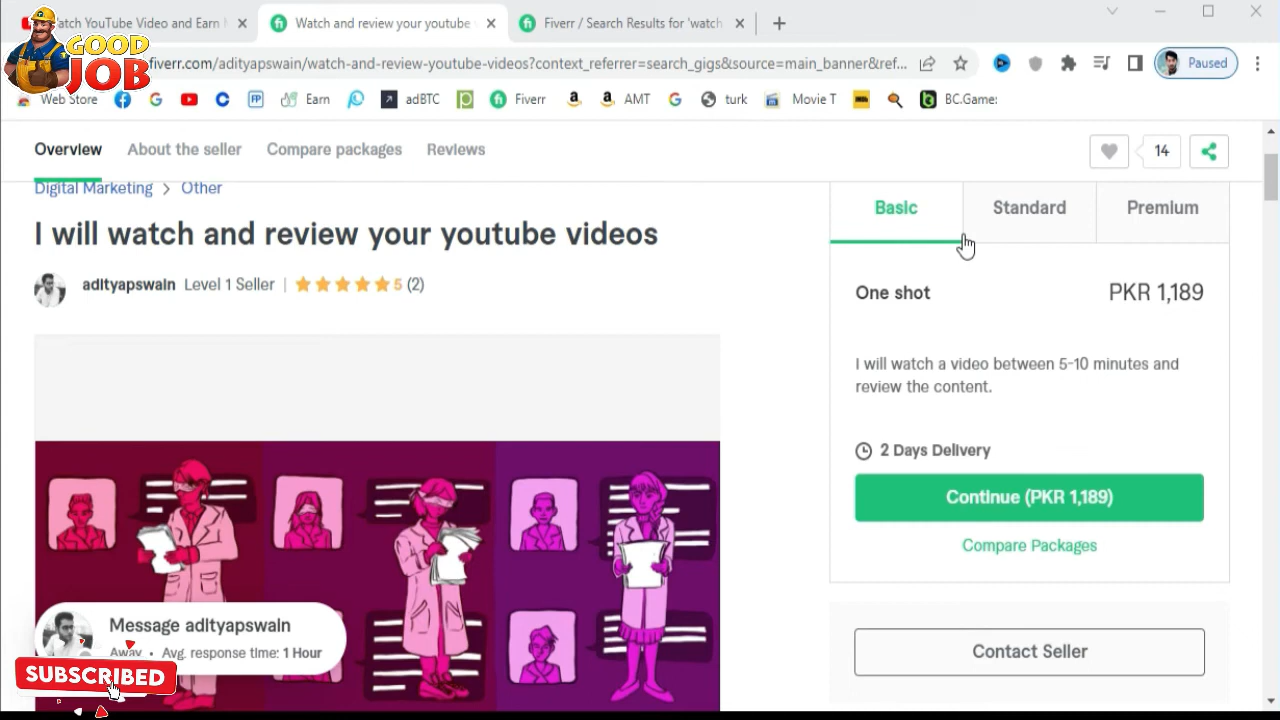 GOOD
JOB
atch YouTube Video and Earn
Watch and review your youtube
Fiverr / Search Results for 'watch
fiverr.com/adityapswain/watch-and-review-youtube-videos?context_referrer=search_gigs&source=main_banner&ref...
Paused
Web Store
Earn
adBTC
Fiverr
AMT
turk
Movie T
BC.Game:
Overview
About the seller
Compare packages
Reviews
14
Digital Marketing > Other
I will watch and review your youtube videos
adityapswain Level 1 Seller | 5 (2)
Basic
Standard
Premium
One shot
PKR 1,189
I will watch a video between 5-10 minutes and
review the content.
2 Days Delivery
Continue (PKR 1,189)
Compare Packages
Contact Seller
Message adityapswain
Away • Avg. response time: 1 Hour
SUBSCRIBED